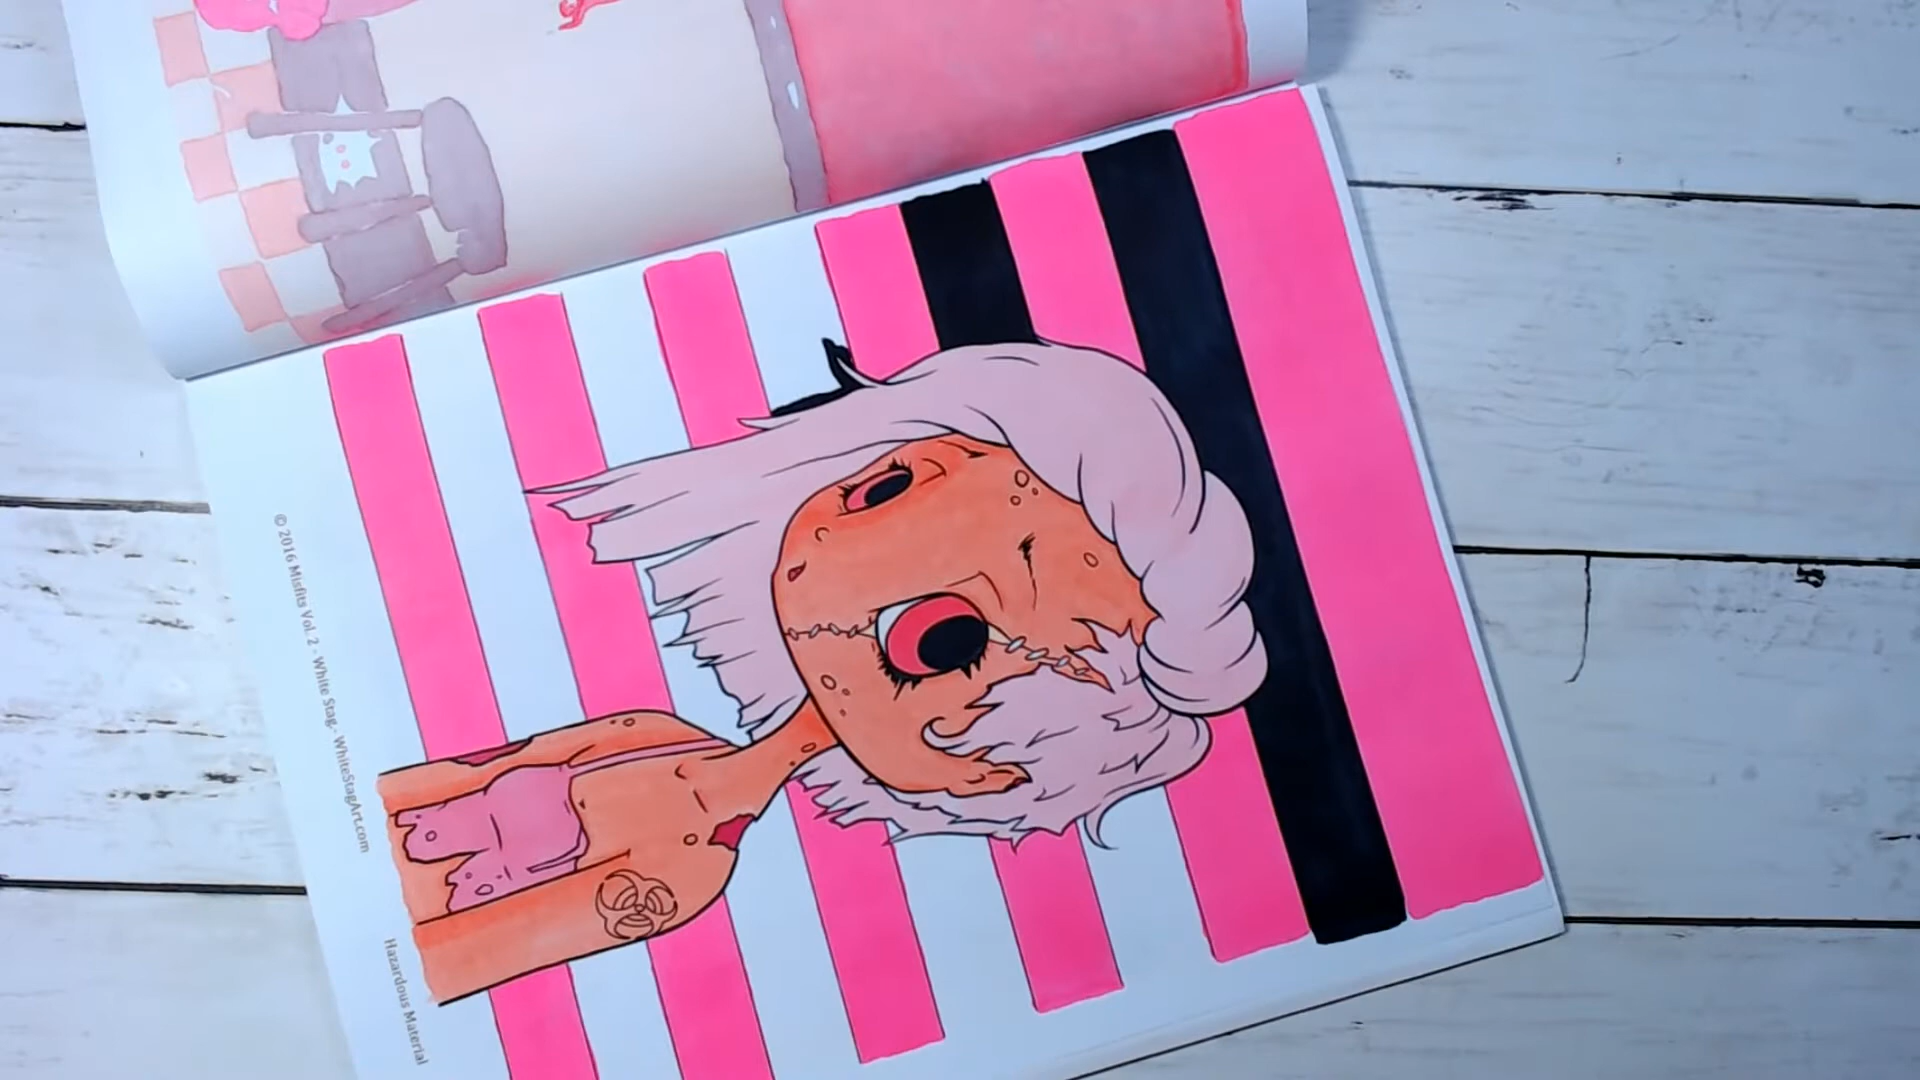 © 2016 Misfits Vol. 2 - White Stag - WhiteStagArt.com
Hazardous Material